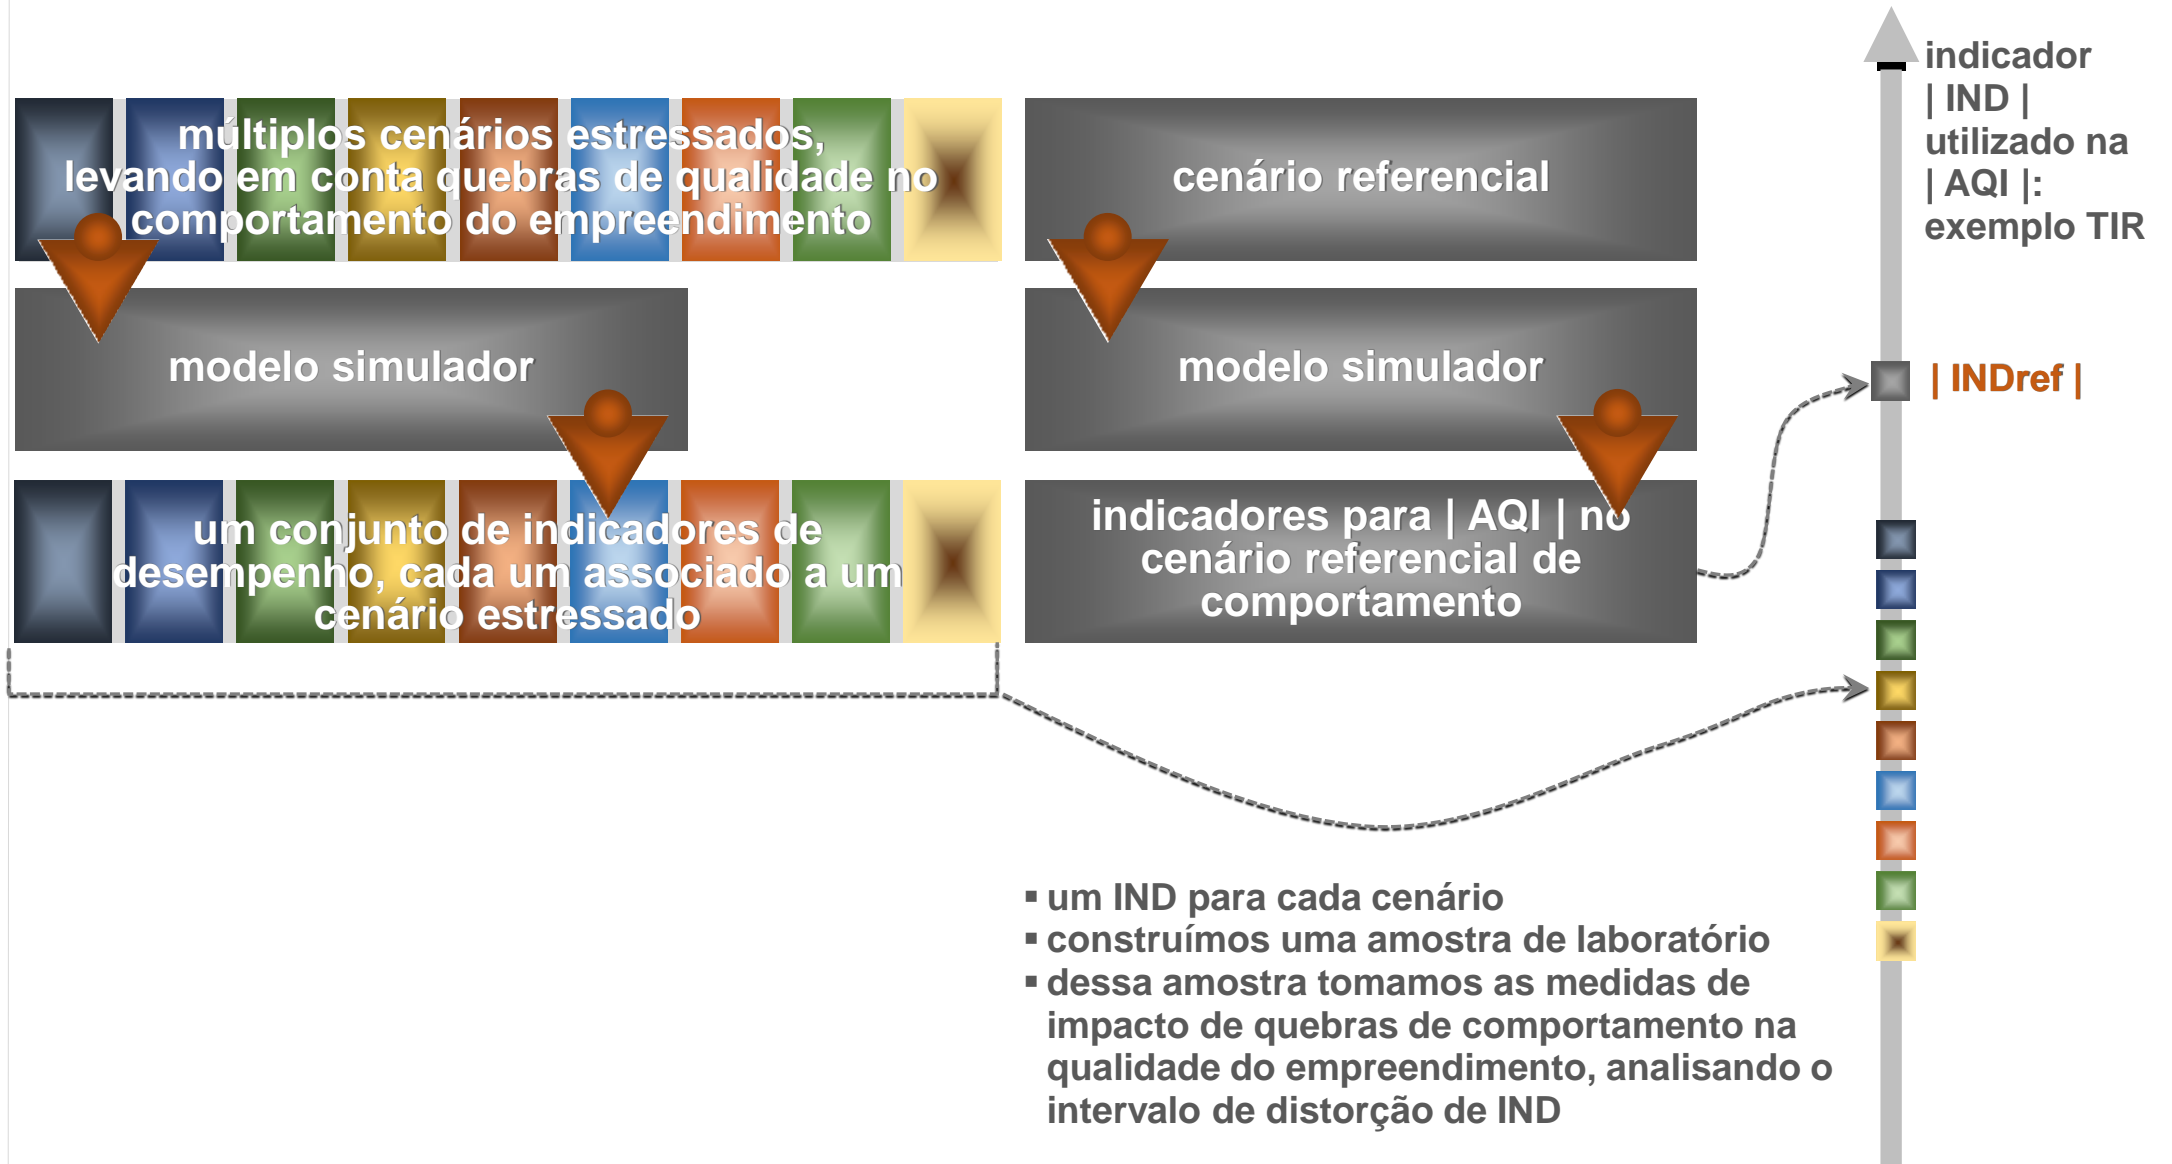 múltiplos cenários estressados,
levando em conta quebras de qualidade no
comportamento do empreendimento
cenário referencial
indicador
| IND |
utilizado na
| AQI |:
exemplo TIR
modelo simulador
modelo simulador
| INDref |
um conjunto de indicadores de
desempenho, cada um associado a um
cenário estressado
indicadores para | AQI | no
cenário referencial de
comportamento
▪ um IND para cada cenário
▪ construímos uma amostra de laboratório
▪ dessa amostra tomamos as medidas de
impacto de quebras de comportamento na
qualidade do empreendimento, analisando o
intervalo de distorção de IND